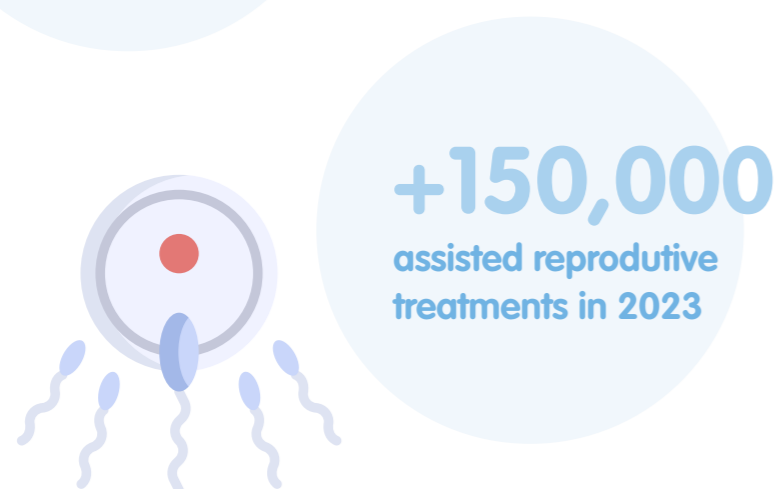 +150,000
assisted reprodutive
treatments in 2023